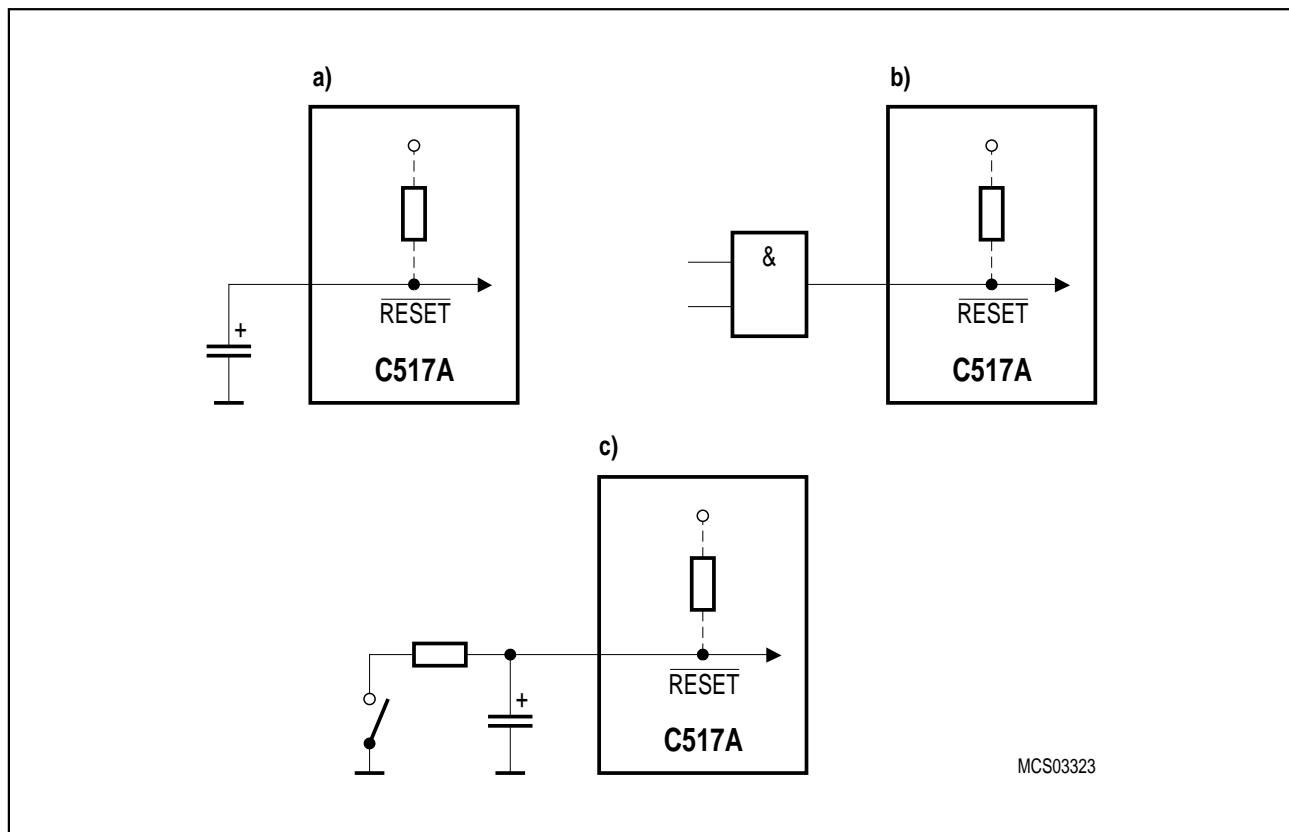 a)
+
RESET
C517A
b)
&
RESET
C517A
c)
+
RESET
C517A
MCS03323